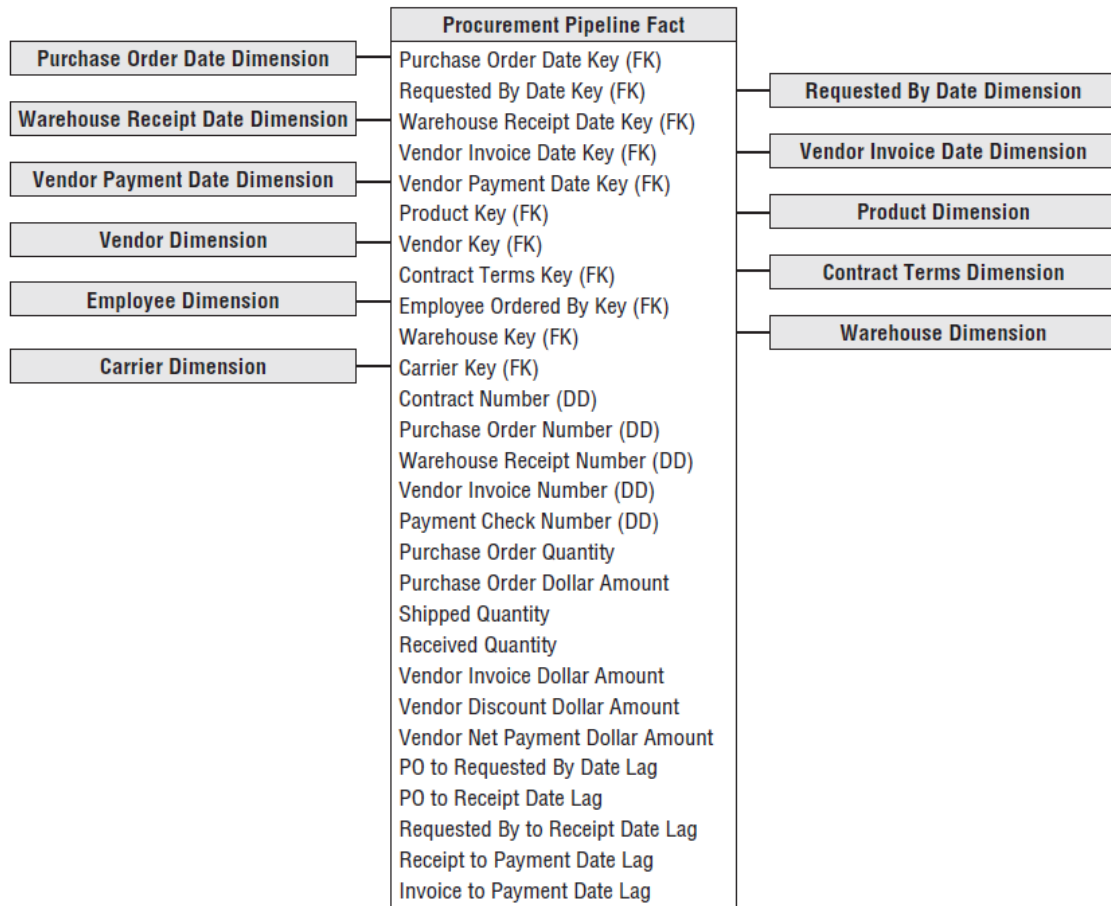 Procurement Pipeline Fact
Purchase Order Date Dimension
Warehouse Receipt Date Dimension
Vendor Payment Date Dimension
Vendor Dimension
Employee Dimension
Carrier Dimension
Purchase Order Date Key (FK)
Requested By Date Key (FK)
Warehouse Receipt Date Key (FK)
Vendor Invoice Date Key (FK)
Vendor Payment Date Key (FK)
Product Key (FK)
Vendor Key (FK)
Contract Terms Key (FK)
Employee Ordered By Key (FK)
Warehouse Key (FK)
Carrier Key (FK)
Contract Number (DD)
Purchase Order Number (DD)
Warehouse Receipt Number (DD)
Vendor Invoice Number (DD)
Payment Check Number (DD)
Purchase Order Quantity
Purchase Order Dollar Amount
Shipped Quantity
Received Quantity
Vendor Invoice Dollar Amount
Vendor Discount Dollar Amount
Vendor Net Payment Dollar Amount
PO to Requested By Date Lag
PO to Receipt Date Lag
Requested By to Receipt Date Lag
Receipt to Payment Date Lag
Invoice to Payment Date Lag
Requested By Date Dimension
Vendor Invoice Date Dimension
Product Dimension
Contract Terms Dimension
Warehouse Dimension